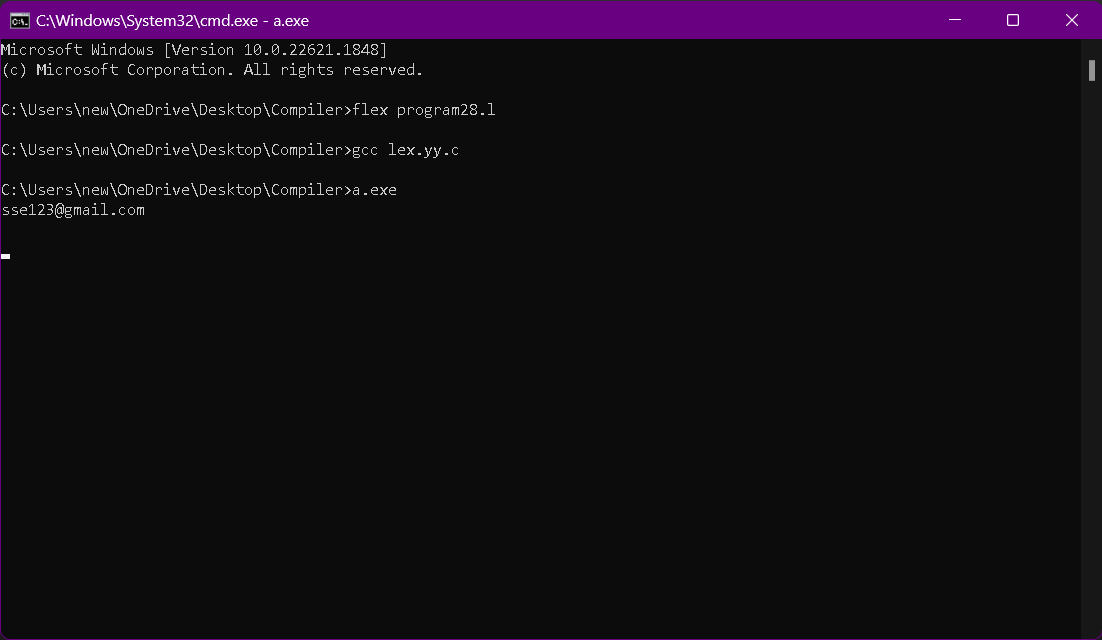 C:\Windows\System32\cmd.exe - a.exe
Microsoft Windows [Version 10.0.22621.1848]
(c) Microsoft Corporation. All rights reserved.
C:\Users\new\OneDrive\Desktop\Compiler>flex program28.l
C:\Users\new\OneDrive\Desktop\Compiler>gcc lex.yy.c
C:\Users\new\OneDrive\Desktop\Compiler>a.exe
sse123@gmail.com